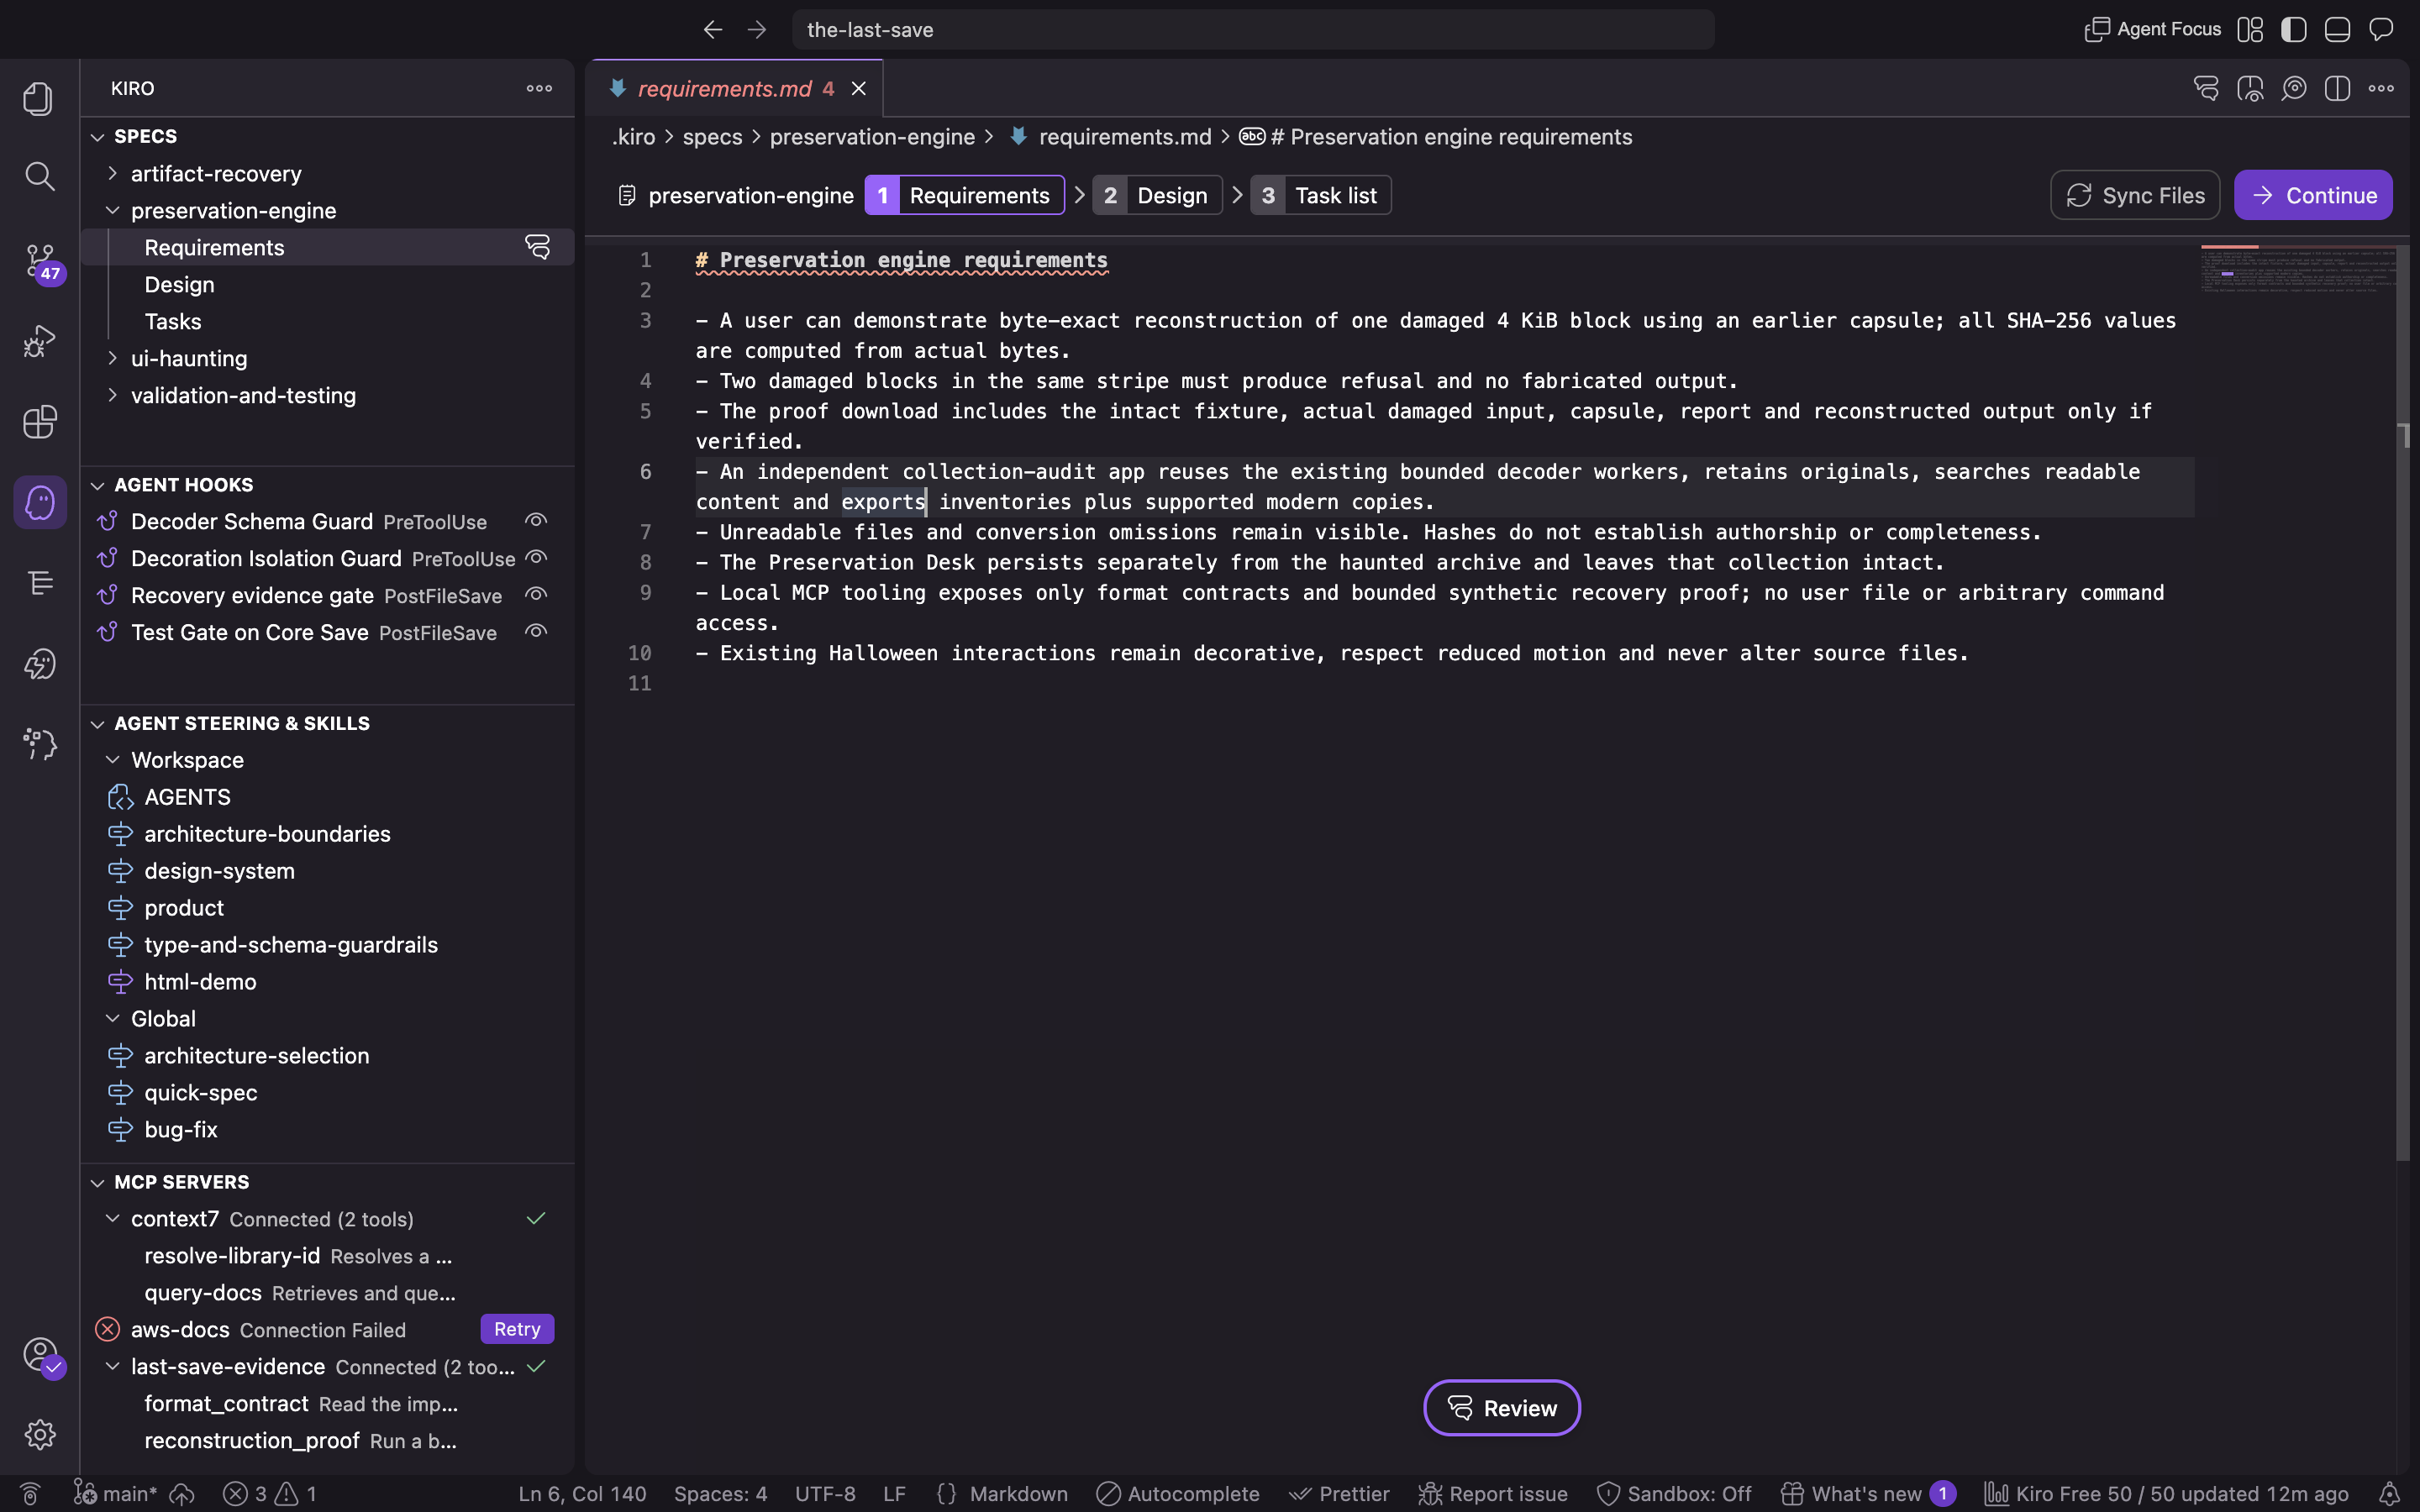 the-last-save
Agent Focus
KIRO
SPECS
artifact-recovery
preservation-engine
Requirements
Design
Tasks
ui-haunting
validation-and-testing
AGENT HOOKS
Decoder Schema Guard PreToolUse
Decoration Isolation Guard PreToolUse
Recovery evidence gate PostFileSave
Test Gate on Core Save PostFileSave
AGENT STEERING & SKILLS
Workspace
AGENTS
architecture-boundaries
design-system
product
type-and-schema-guardrails
html-demo
Global
architecture-selection
quick-spec
bug-fix
MCP SERVERS
context7 Connected (2 tools)
resolve-library-id Resolves a ...
query-docs Retrieves and que...
aws-docs Connection Failed Retry
last-save-evidence Connected (2 too...
format_contract Read the imp...
reconstruction_proof Run a b...
47
requirements.md 4
.kiro > specs > preservation-engine > requirements.md > abc # Preservation engine requirements
preservation-engine 1 Requirements > 2 Design > 3 Task list
Sync Files
Continue
1 # Preservation engine requirements
2
3 - A user can demonstrate byte-exact reconstruction of one damaged 4 KiB block using an earlier capsule; all SHA-256 values
are computed from actual bytes.
4 - Two damaged blocks in the same stripe must produce refusal and no fabricated output.
5 - The proof download includes the intact fixture, actual damaged input, capsule, report and reconstructed output only if
verified.
6 - An independent collection-audit app reuses the existing bounded decoder workers, retains originals, searches readable
content and exports inventories plus supported modern copies.
7 - Unreadable files and conversion omissions remain visible. Hashes do not establish authorship or completeness.
8 - The Preservation Desk persists separately from the haunted archive and leaves that collection intact.
9 - Local MCP tooling exposes only format contracts and bounded synthetic recovery proof; no user file or arbitrary command
access.
10 - Existing Halloween interactions remain decorative, respect reduced motion and never alter source files.
11
Review
main* 3 1 Ln 6, Col 140 Spaces: 4 UTF-8 LF {} Markdown Autocomplete Prettier Report issue Sandbox: Off What's new 1 Kiro Free 50 / 50 updated 12m ago